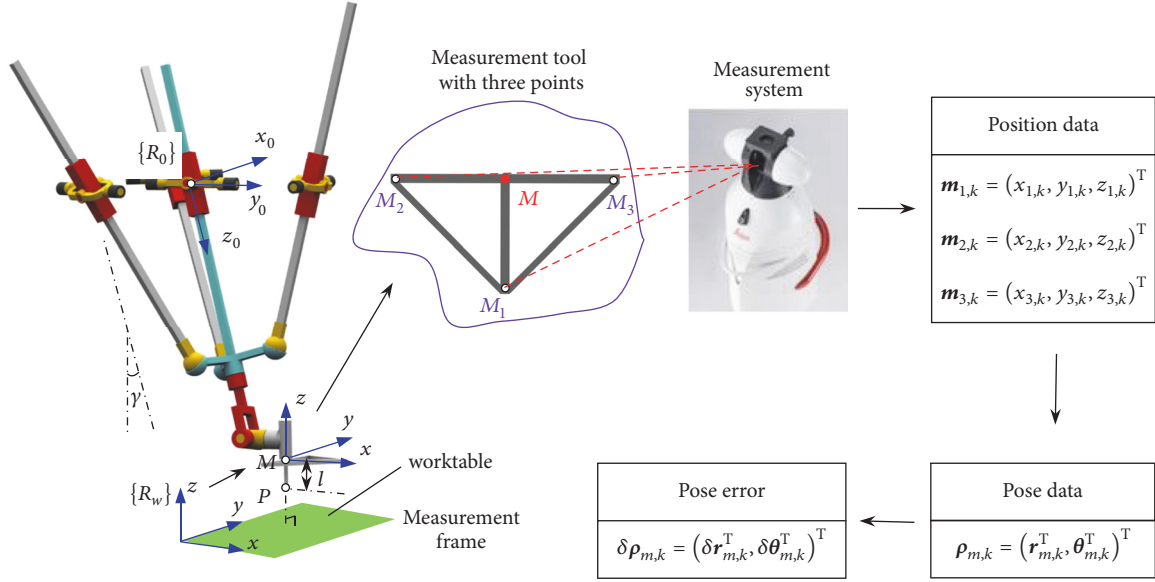 Measurement tool
with three points
Measurement
system
{R₀}
x₀
y₀
z₀
γ
M₂
M
M₃
M₁
Position data
𝒎₁,ₖ = (x₁,ₖ, y₁,ₖ, z₁,ₖ)ᵀ
𝒎₂,ₖ = (x₂,ₖ, y₂,ₖ, z₂,ₖ)ᵀ
𝒎₃,ₖ = (x₃,ₖ, y₃,ₖ, z₃,ₖ)ᵀ
z
y
x
M
l
P
worktable
{R_w}
z
y
x
Measurement
frame
Pose error
δ𝝆ₘ,ₖ = (δ𝒓ᵀₘ,ₖ, δ𝜽ᵀₘ,ₖ)ᵀ
Pose data
𝝆ₘ,ₖ = (𝒓ᵀₘ,ₖ, 𝜽ᵀₘ,ₖ)ᵀ